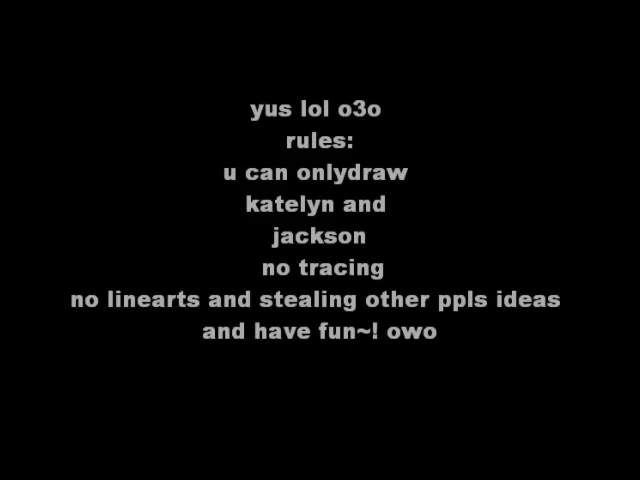 yus lol o3o
rules:
u can onlydraw
katelyn and
jackson
no tracing
no linearts and stealing other ppls ideas
and have fun~! owo